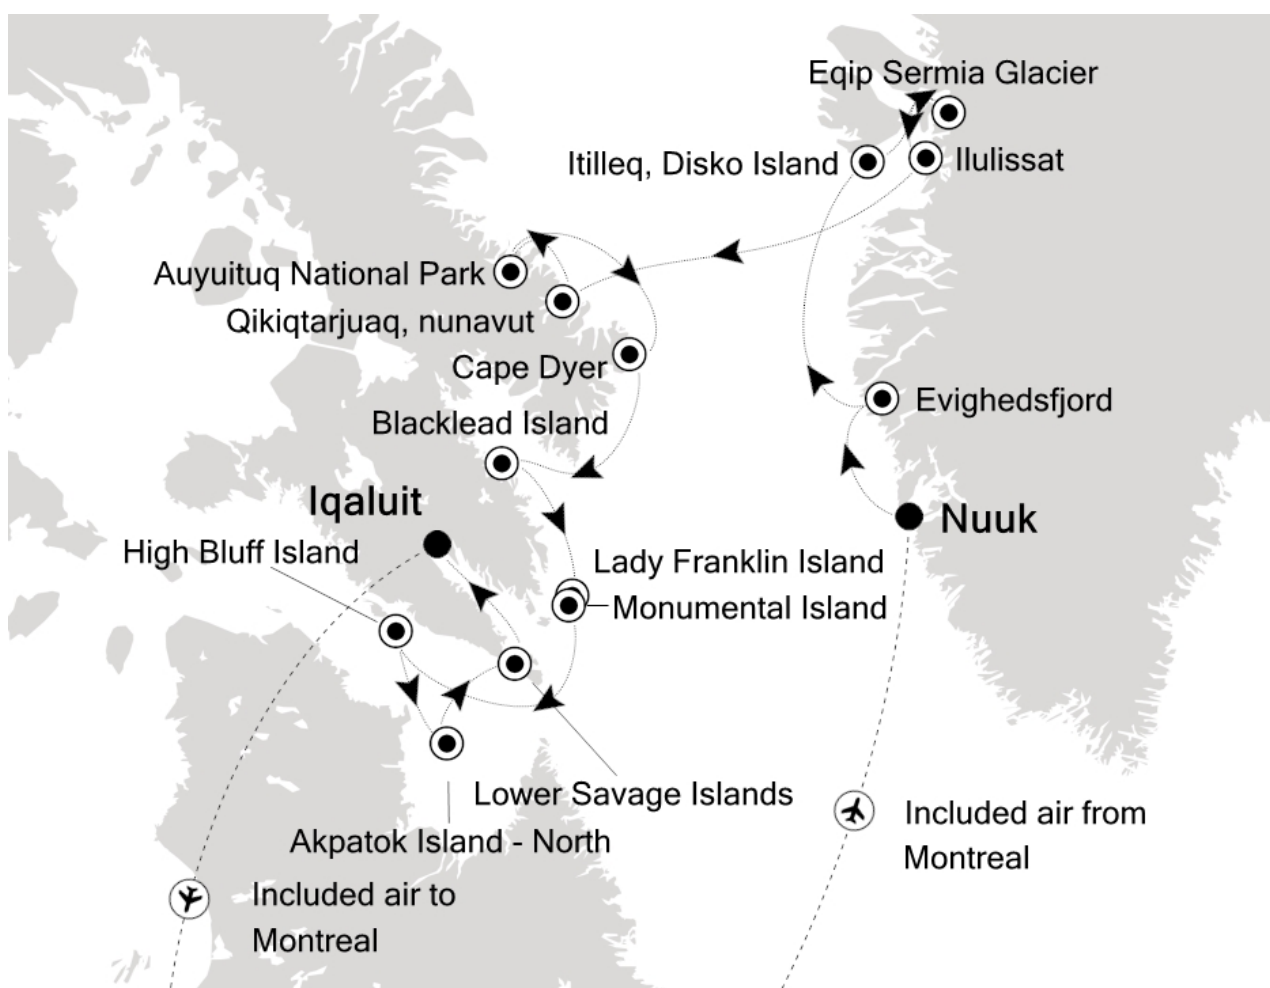 Eqip Sermia Glacier
Itilleq, Disko Island
Ilulissat
Auyuituq National Park
Qikiqtarjuaq, nunavut
Cape Dyer
Evighedsfjord
Blacklead Island
Iqaluit
Nuuk
High Bluff Island
Lady Franklin Island
Monumental Island
Lower Savage Islands
Akpatok Island - North
Included air from
Montreal
Included air to
Montreal